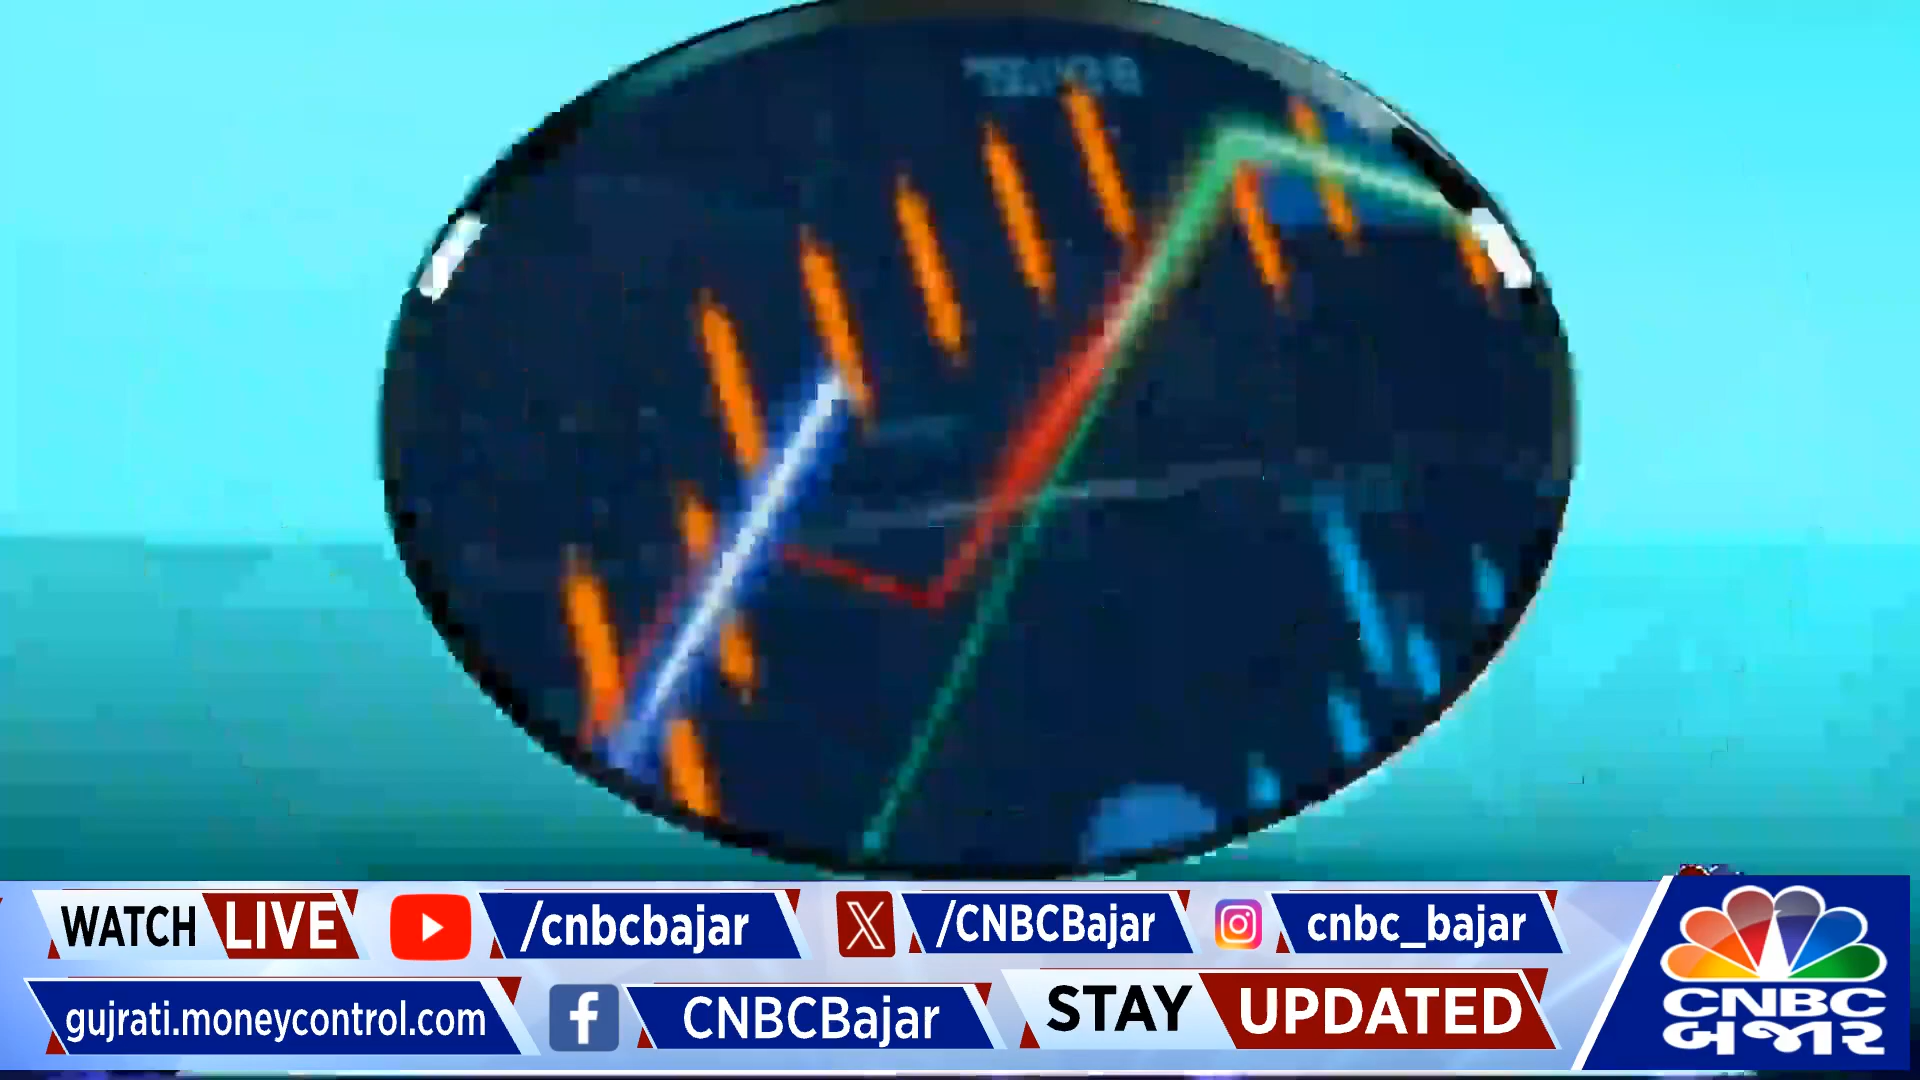 WATCH LIVE /cnbcbajar /CNBCBajar cnbc_bajar
gujrati.moneycontrol.com CNBCBajar STAY UPDATED
CNBC
બજાર